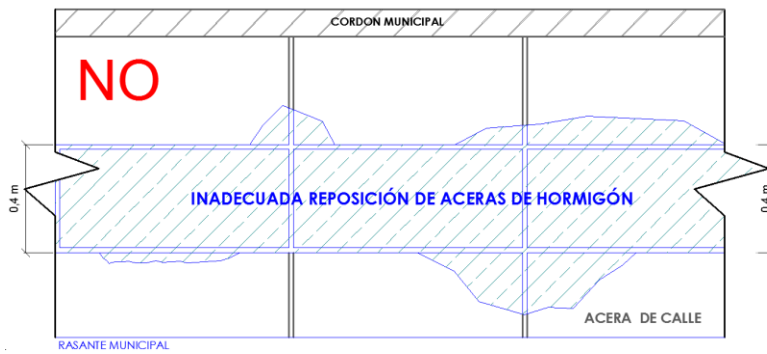 CORDON MUNICIPAL
NO
0,4 m
INADECUADA REPOSICIÓN DE ACERAS DE HORMIGÓN
0,4 m
ACERA DE CALLE
RASANTE MUNICIPAL